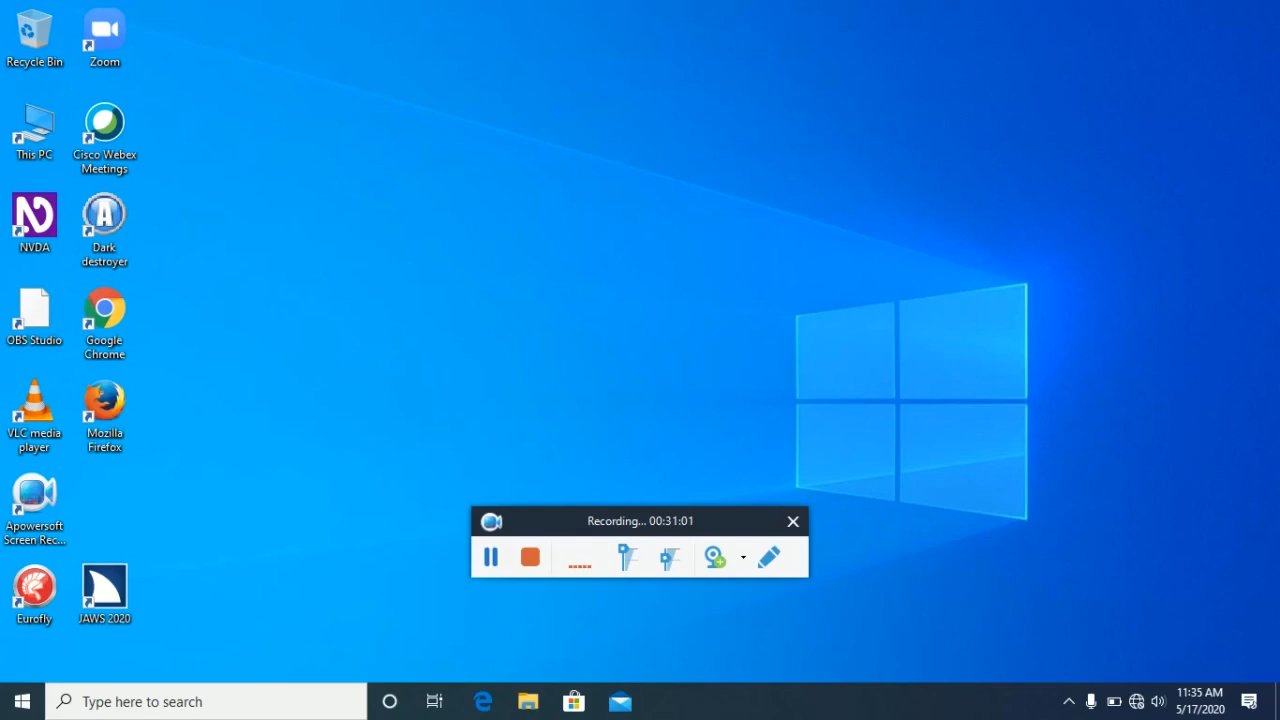 Recycle Bin
Zoom
This PC
Cisco Webex
Meetings
NVDA
Dark
destroyer
OBS Studio
Google
Chrome
VLC media
player
Mozilla
Firefox
Apowersoft
Screen Rec...
Eurofly
JAWS 2020
Recording... 00:31:01
Type here to search
11:35 AM
5/17/2020